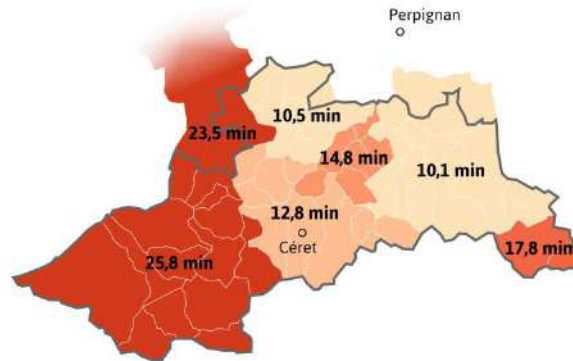 Perpignan
10,5 min
23,5 min
14,8 min
10,1 min
12,8 min
Céret
17,8 min
25,8 min